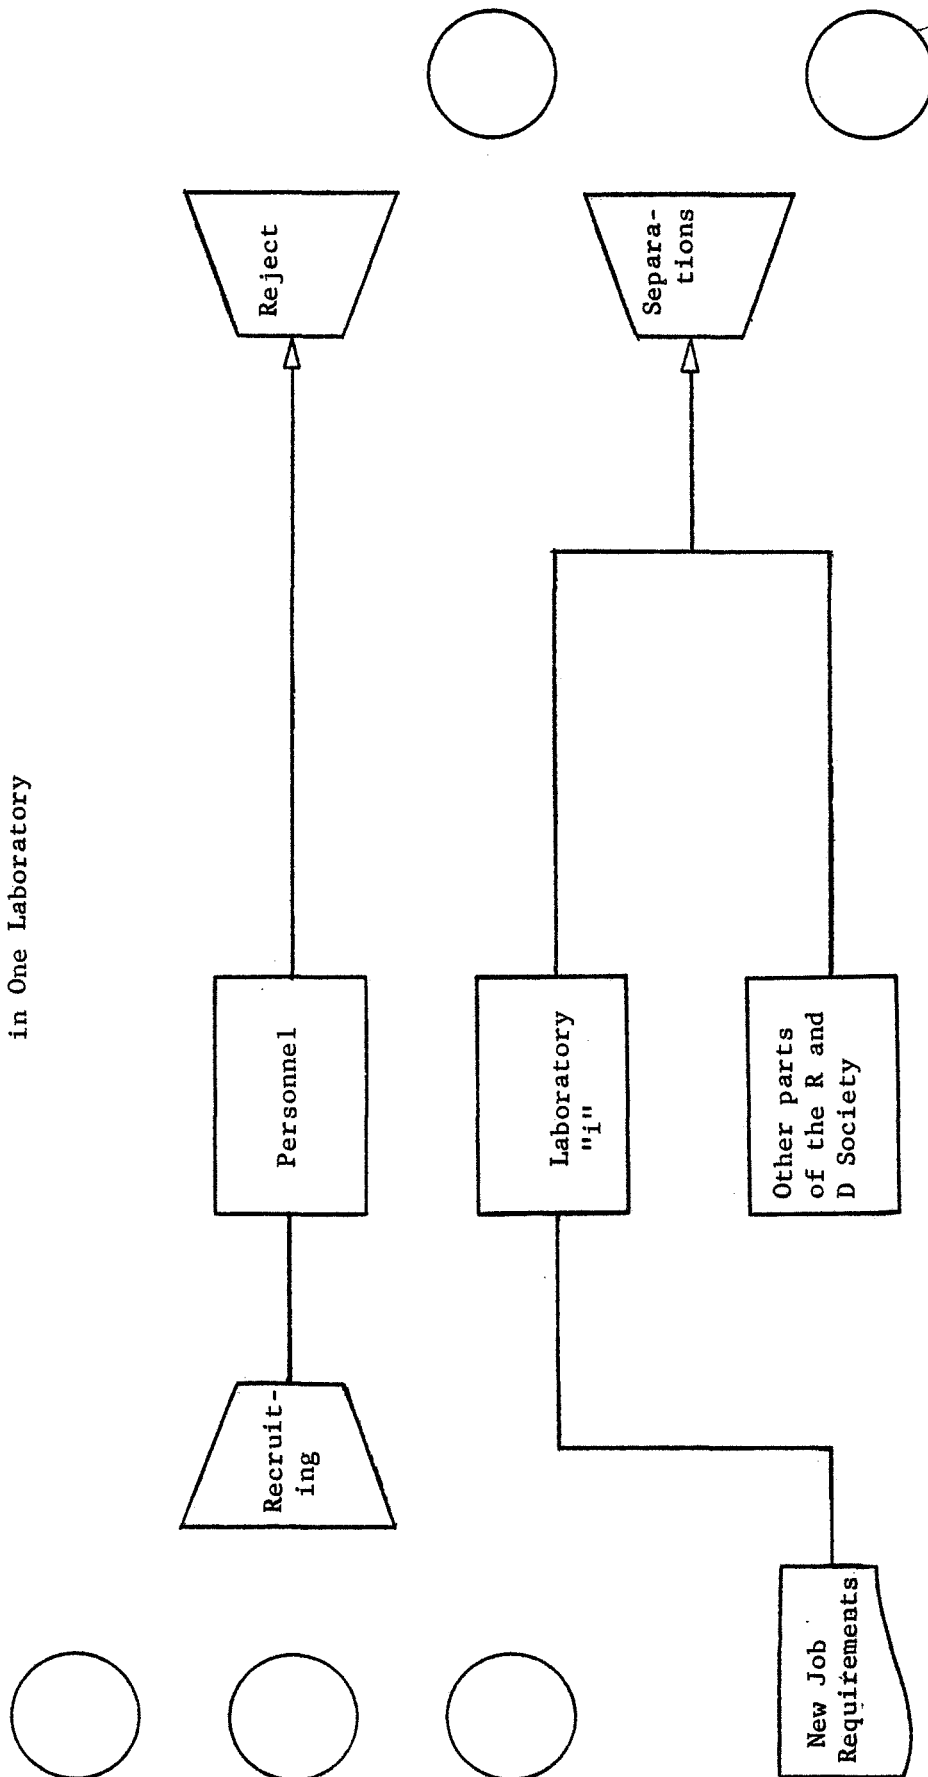 in One Laboratory
Recruit-
ing
Personnel
Reject
New Job
Requirements
Laboratory
"i"
Other parts
of the R and
D Society
Separa-
tions